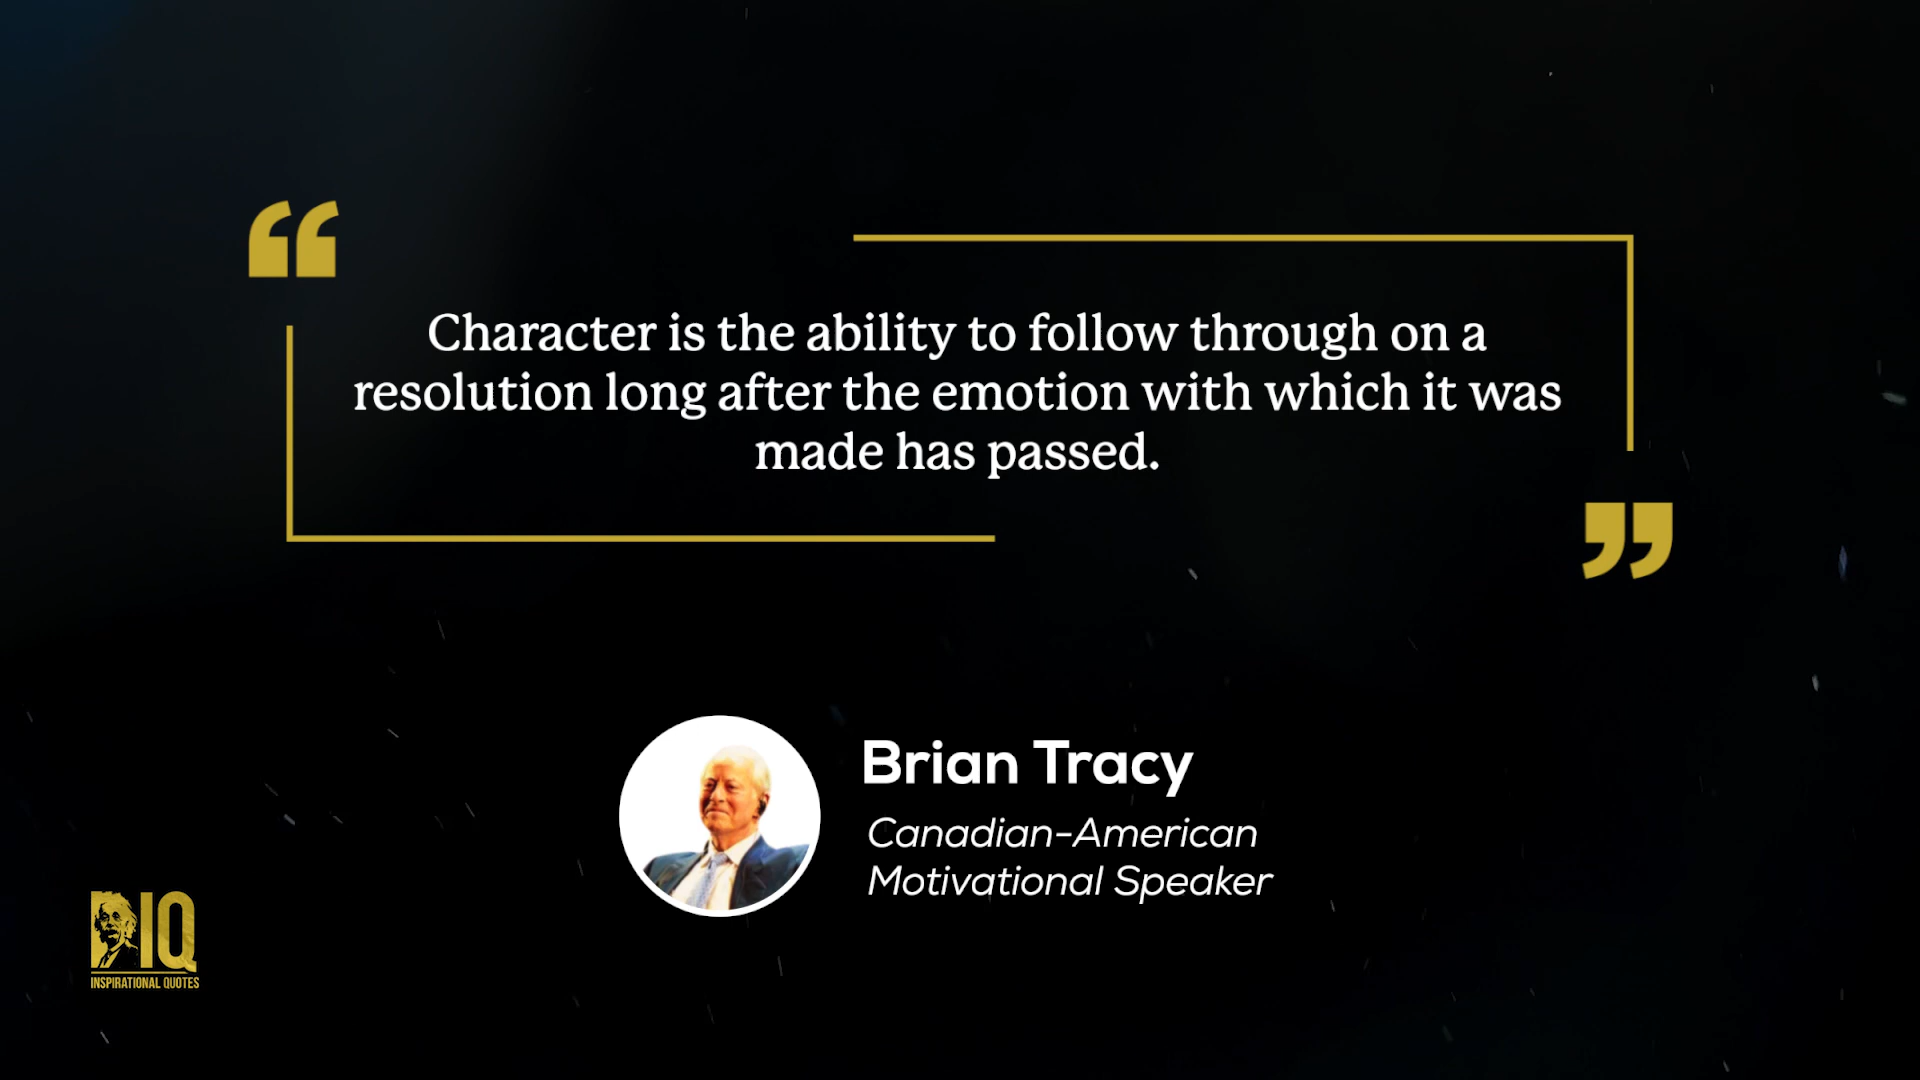 “
Character is the ability to follow through on a
resolution long after the emotion with which it was
made has passed.
”
Brian Tracy
Canadian-American
Motivational Speaker
IQ
INSPIRATIONAL QUOTES